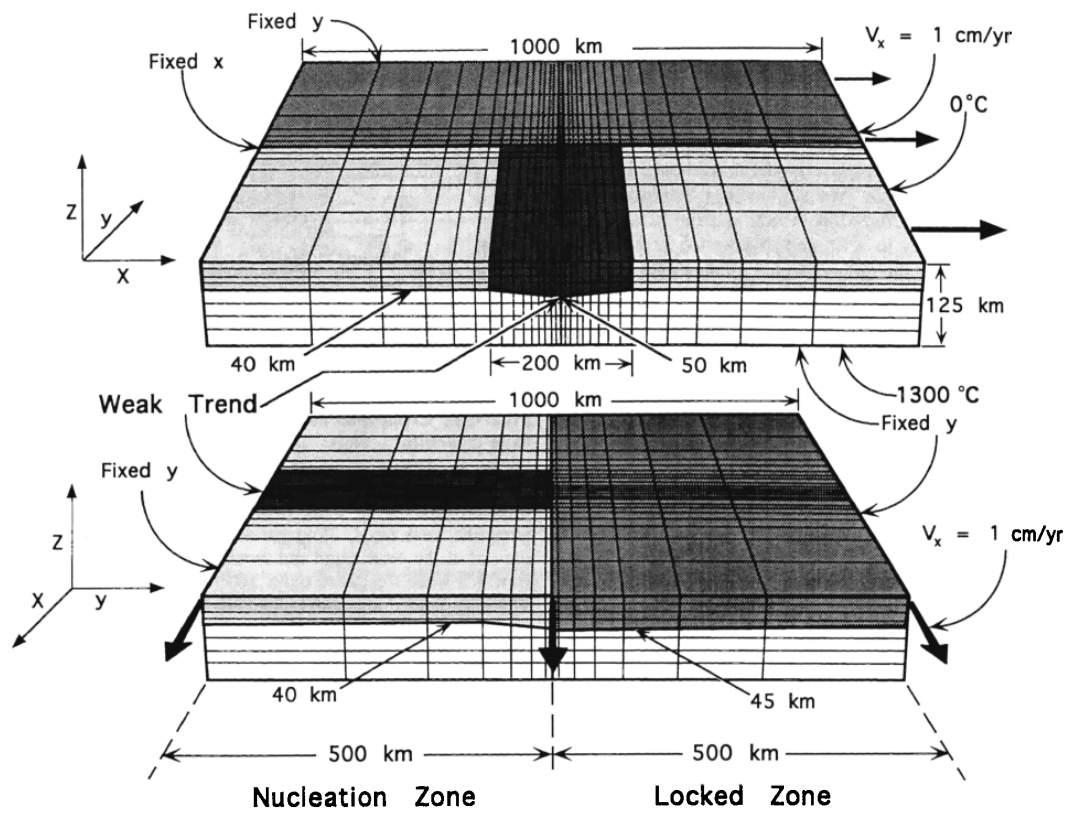 Fixed y
1000 km
Vx = 1 cm/yr
Fixed x
0°C
Z
y
X
125 km
40 km
200 km
50 km
1300 °C
Weak Trend
1000 km
Fixed y
Fixed y
Vx = 1 cm/yr
Z
X
y
40 km
45 km
500 km
500 km
Nucleation Zone
Locked Zone